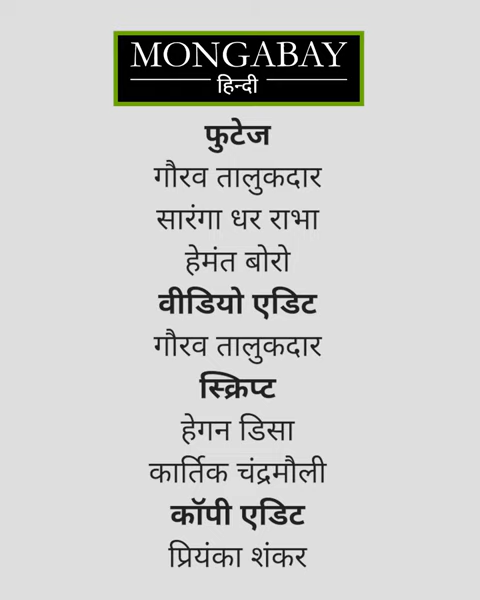 MONGABAY
हिन्दी
फुटेज
गौरव तालुकदार
सारंगा धर राभा
हेमंत बोरो
वीडियो एडिट
गौरव तालुकदार
स्क्रिप्ट
हेगन डिसा
कार्तिक चंद्रमौली
कॉपी एडिट
प्रियंका शंकर